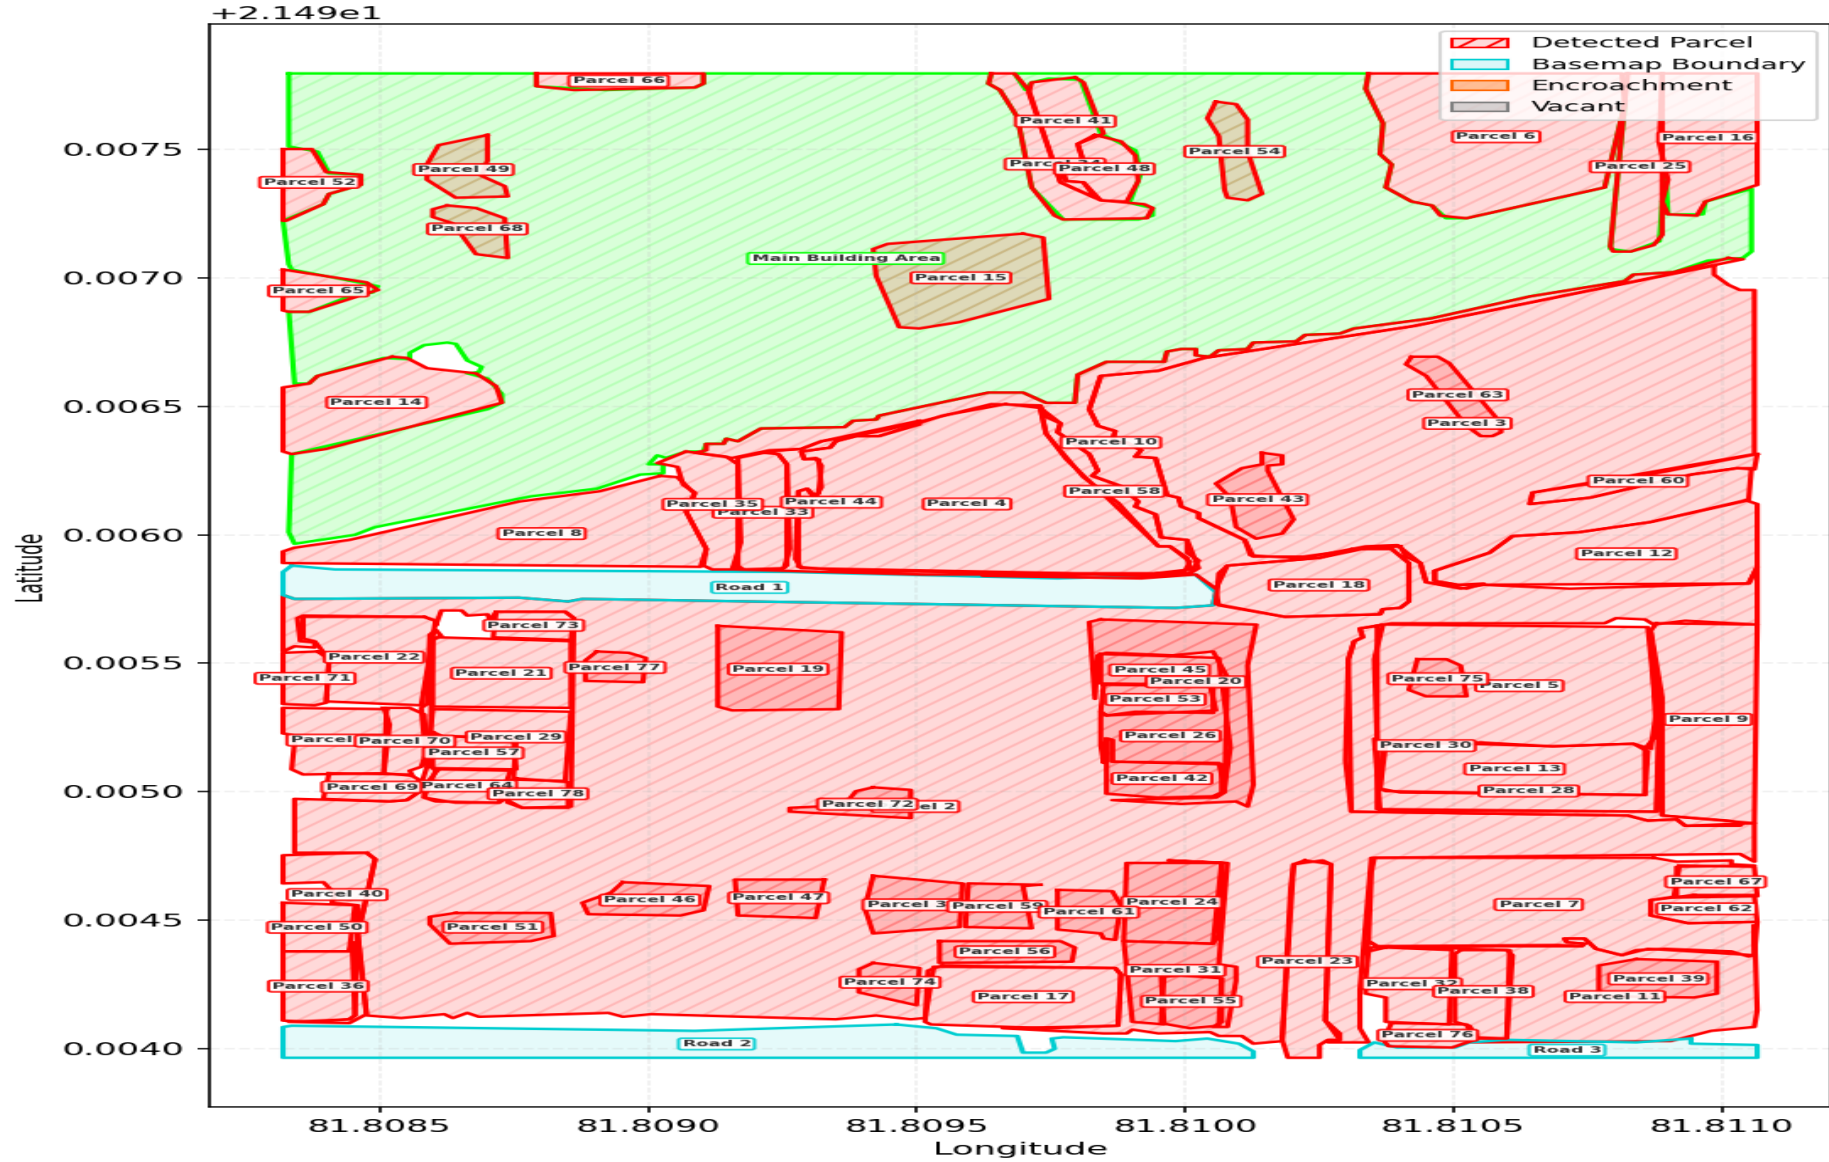 +2.149e1
Detected Parcel
Basemap Boundary
Encroachment
Vacant
Parcel 66
Parcel 41
Parcel 6
Parcel 16
0.0075
Parcel 54
Parcel 48
Parcel 25
Parcel 49
Parcel 52
Parcel 68
Main Building Area
0.0070
Parcel 15
Parcel 65
0.0065
Parcel 14
Parcel 63
Parcel 3
Parcel 10
Parcel 60
Parcel 58
Parcel 43
Parcel 35
Parcel 44
Parcel 4
Parcel 33
0.0060
Parcel 8
Parcel 12
Road 1
Parcel 18
Latitude
Parcel 73
0.0055
Parcel 22
Parcel 77
Parcel 19
Parcel 45
Parcel 71
Parcel 21
Parcel 20
Parcel 75
Parcel 5
Parcel 53
Parcel 9
Parcel
Parcel 70
Parcel 29
Parcel 26
Parcel 30
Parcel 57
Parcel 13
0.0050
Parcel 69
Parcel 64
Parcel 78
Parcel 42
Parcel 28
Parcel 72
el 2
Parcel 40
Parcel 46
Parcel 47
Parcel 3
Parcel 59
Parcel 61
Parcel 24
Parcel 7
Parcel 67
Parcel 62
0.0045
Parcel 50
Parcel 51
Parcel 56
Parcel 23
Parcel 31
Parcel 36
Parcel 74
Parcel 17
Parcel 55
Parcel 32
Parcel 38
Parcel 39
Parcel 11
Parcel 76
0.0040
Road 2
Road 3
81.8085
81.8090
81.8095
81.8100
81.8105
81.8110
Longitude